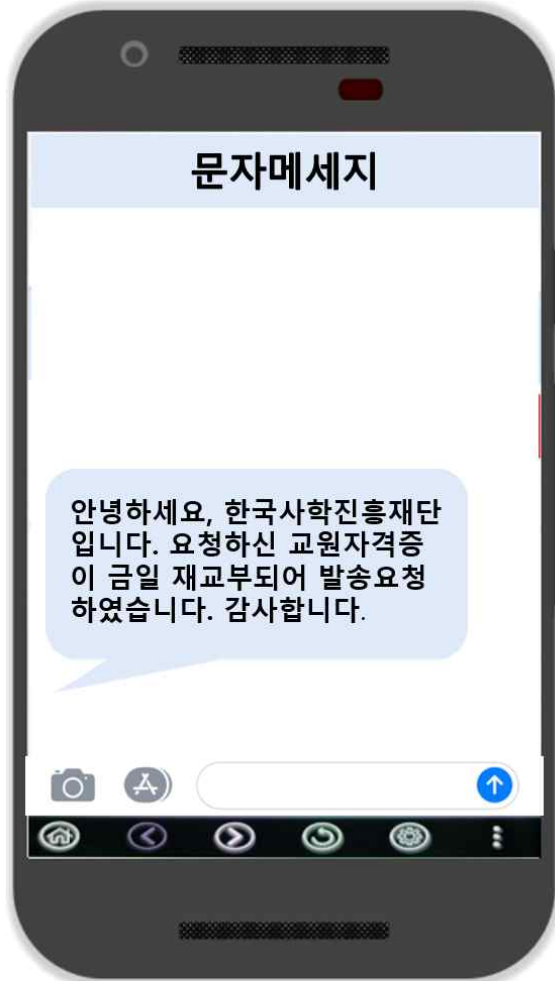 문자메세지
안녕하세요, 한국사학진흥재단
입니다. 요청하신 교원자격증
이 금일 재교부되어 발송요청
하였습니다. 감사합니다.